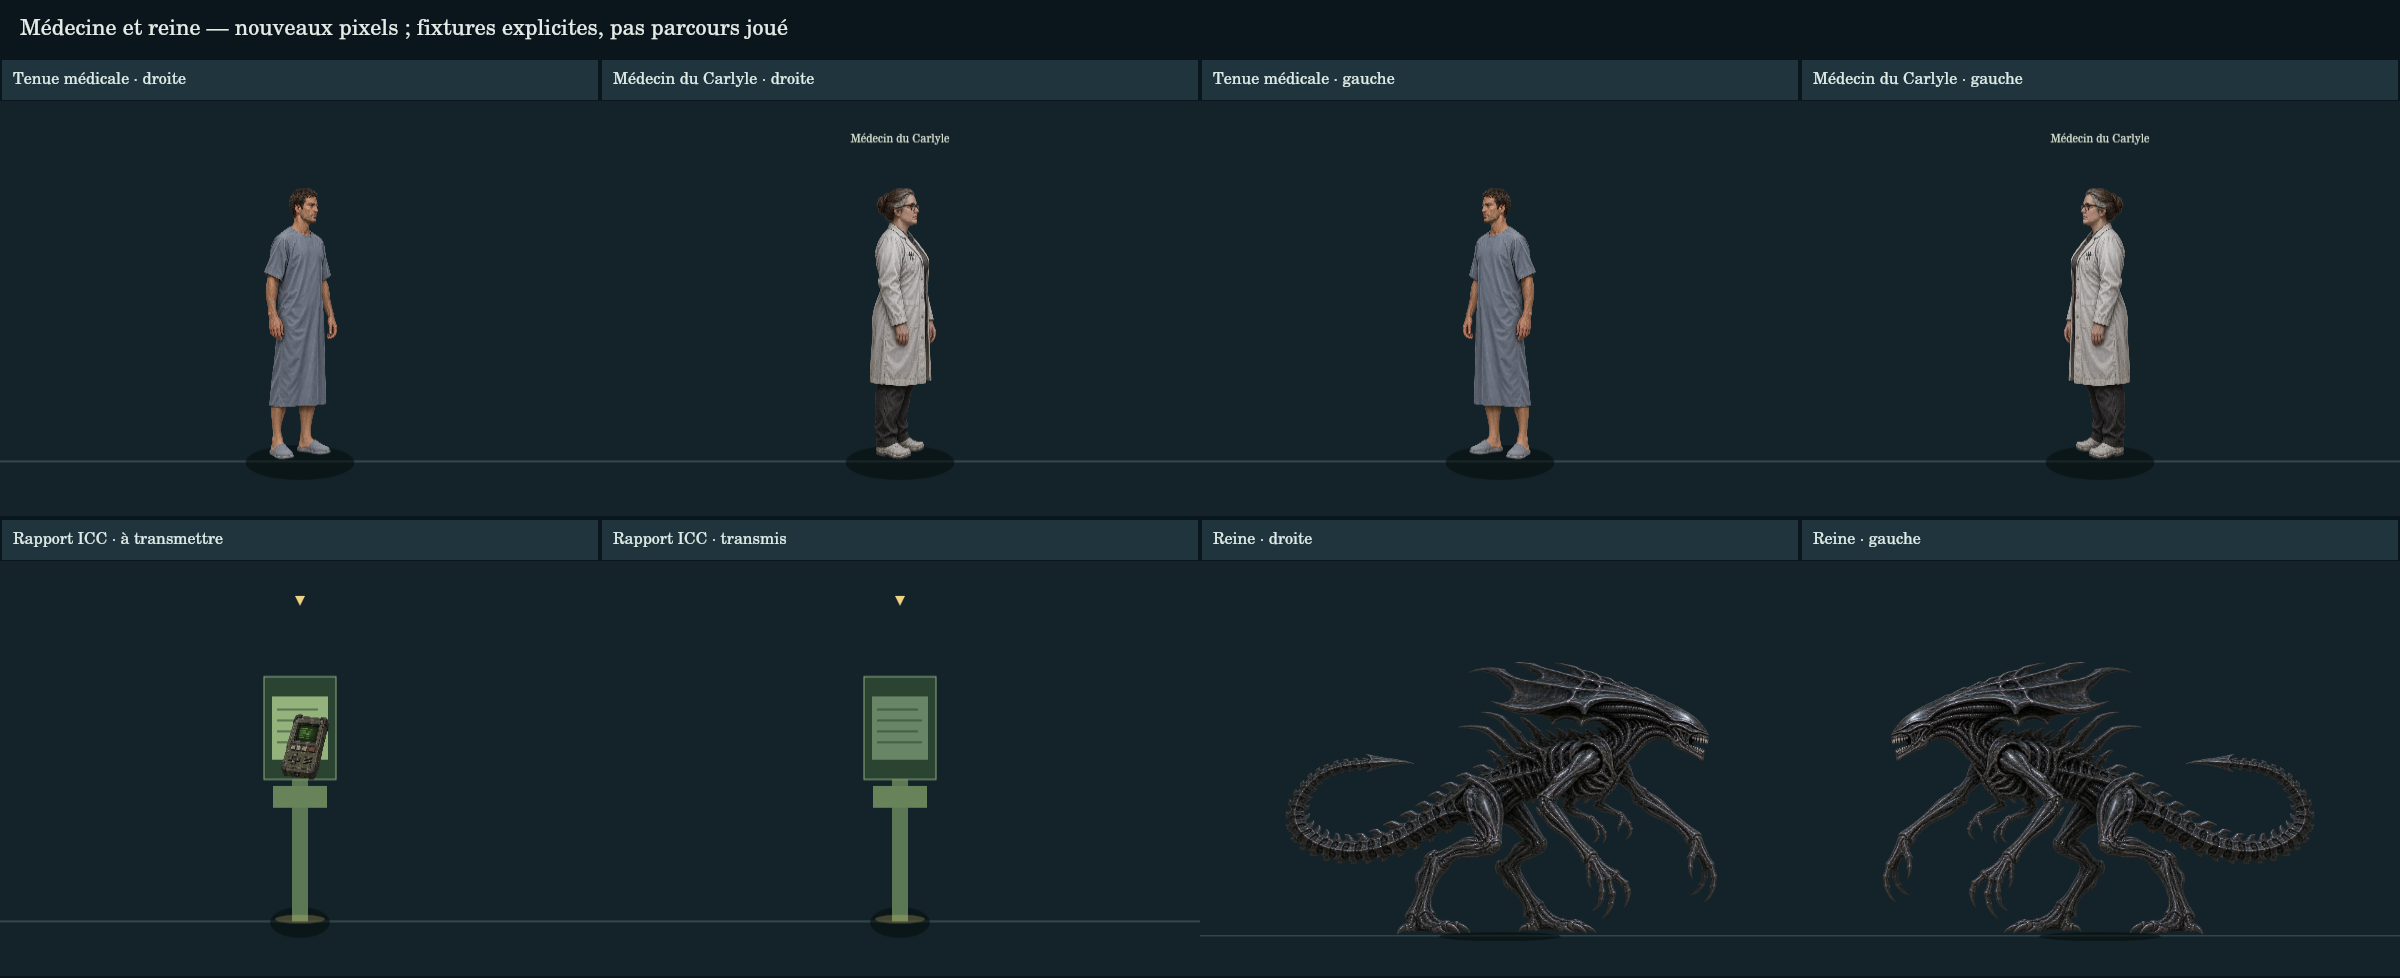 Médecine et reine — nouveaux pixels ; fixtures explicites, pas parcours joué
Tenue médicale · droite
Médecin du Carlyle · droite
Tenue médicale · gauche
Médecin du Carlyle · gauche
Médecin du Carlyle
Médecin du Carlyle
Rapport ICC · à transmettre
Rapport ICC · transmis
Reine · droite
Reine · gauche